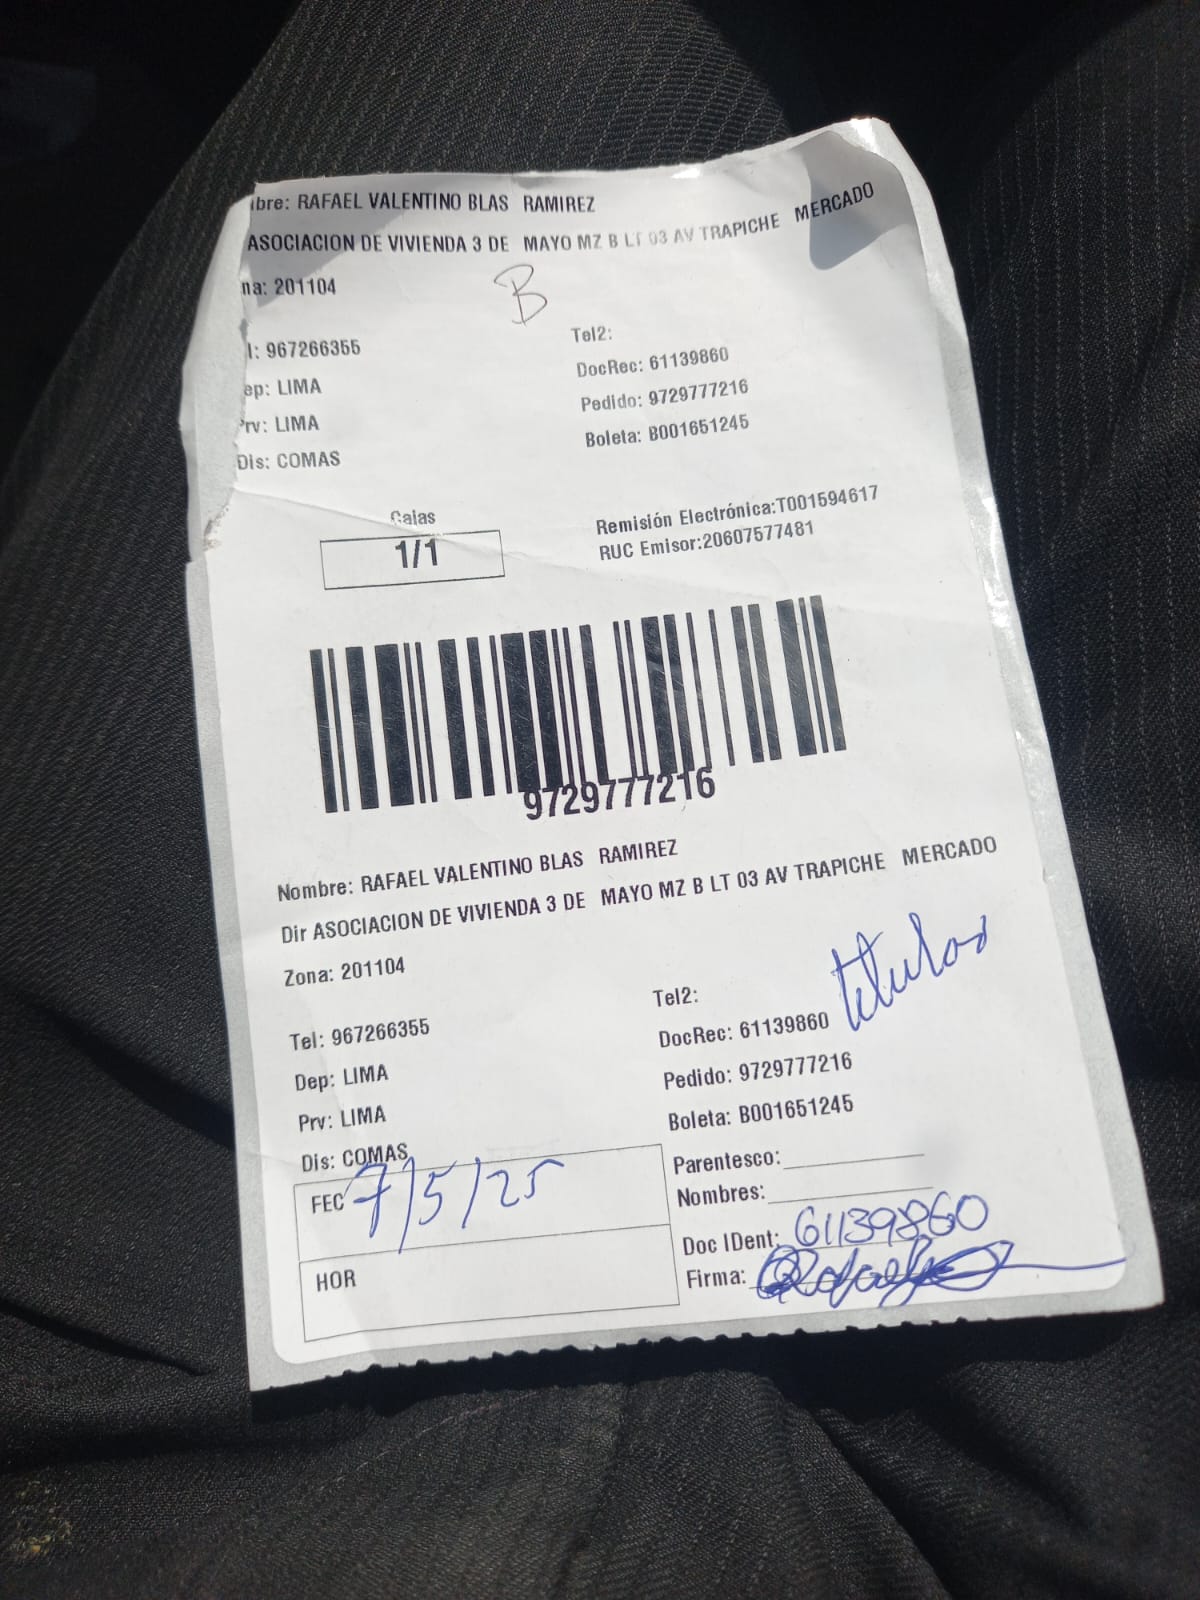 ibre: RAFAEL VALENTINO BLAS RAMIREZ
ASOCIACION DE VIVIENDA 3 DE MAYO MZ B LT 03 AV TRAPICHE MERCADO
na: 201104
B
l: 967266355
Tel2:
ep: LIMA
DocRec: 61139860
Prv: LIMA
Pedido: 9729777216
Dis: COMAS
Boleta: B001651245
Cajas
1/1
Remisión Electrónica:T001594617
RUC Emisor:20607577481
9729777216
Nombre: RAFAEL VALENTINO BLAS RAMIREZ
Dir ASOCIACION DE VIVIENDA 3 DE MAYO MZ B LT 03 AV TRAPICHE MERCADO
Zona: 201104
titular
Tel: 967266355
Tel2:
Dep: LIMA
DocRec: 61139860
Prv: LIMA
Pedido: 9729777216
Dis: COMAS
Boleta: B001651245
FEC 7/5/25
Parentesco:
Nombres:
HOR
Doc IDent: 61139860
Firma: